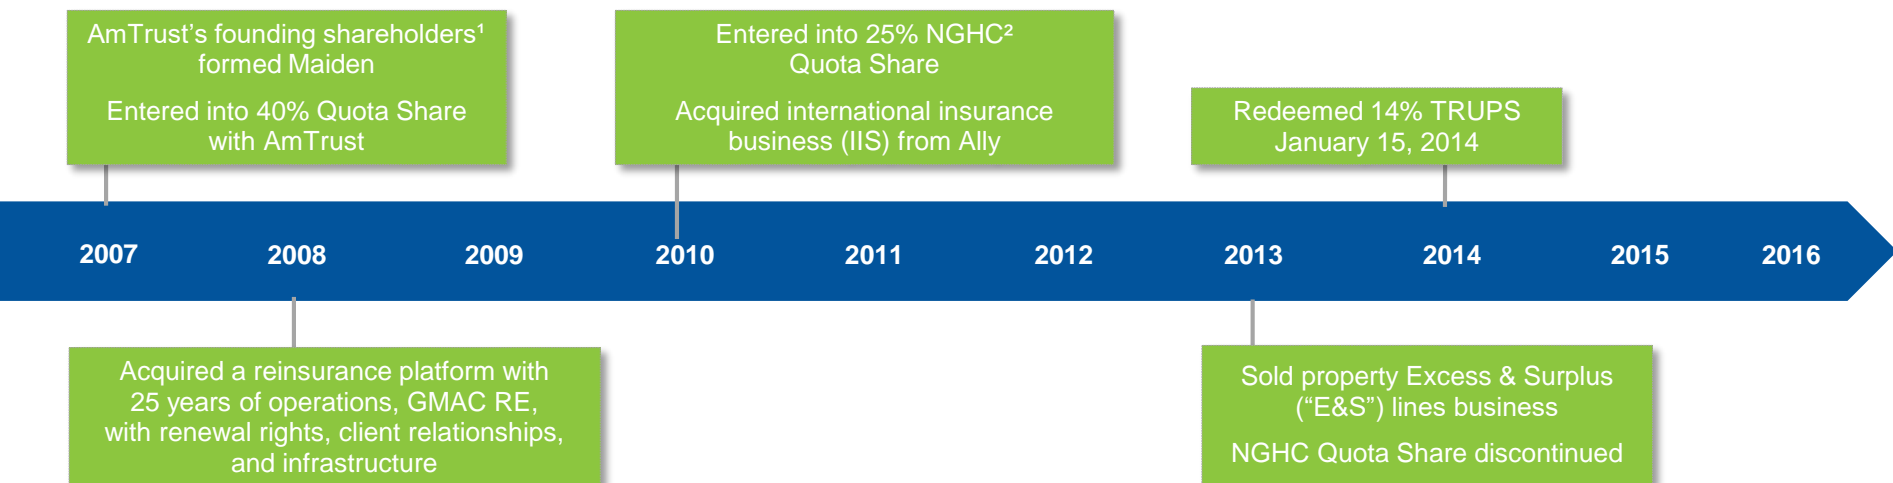 AmTrust's founding shareholders¹
formed Maiden
Entered into 40% Quota Share
with AmTrust
Entered into 25% NGHC²
Quota Share
Acquired international insurance
business (IIS) from Ally
Redeemed 14% TRUPS
January 15, 2014
2007 2008 2009 2010 2011 2012 2013 2014 2015 2016
Acquired a reinsurance platform with
25 years of operations, GMAC RE,
with renewal rights, client relationships,
and infrastructure
Sold property Excess & Surplus
(“E&S”) lines business
NGHC Quota Share discontinued